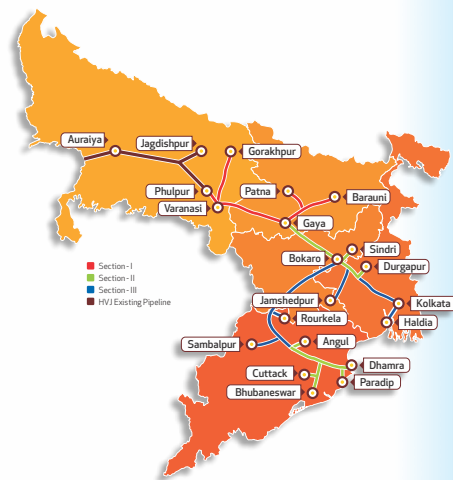 Auraiya
Jagdishpur
Gorakhpur
Phulpur
Patna
Barauni
Varanasi
Gaya
Sindri
Bokaro
Durgapur
Section - I
Section - II
Section - III
HVJ Existing Pipeline
Jamshedpur
Kolkata
Rourkela
Haldia
Sambalpur
Angul
Dhamra
Cuttack
Paradip
Bhubaneswar